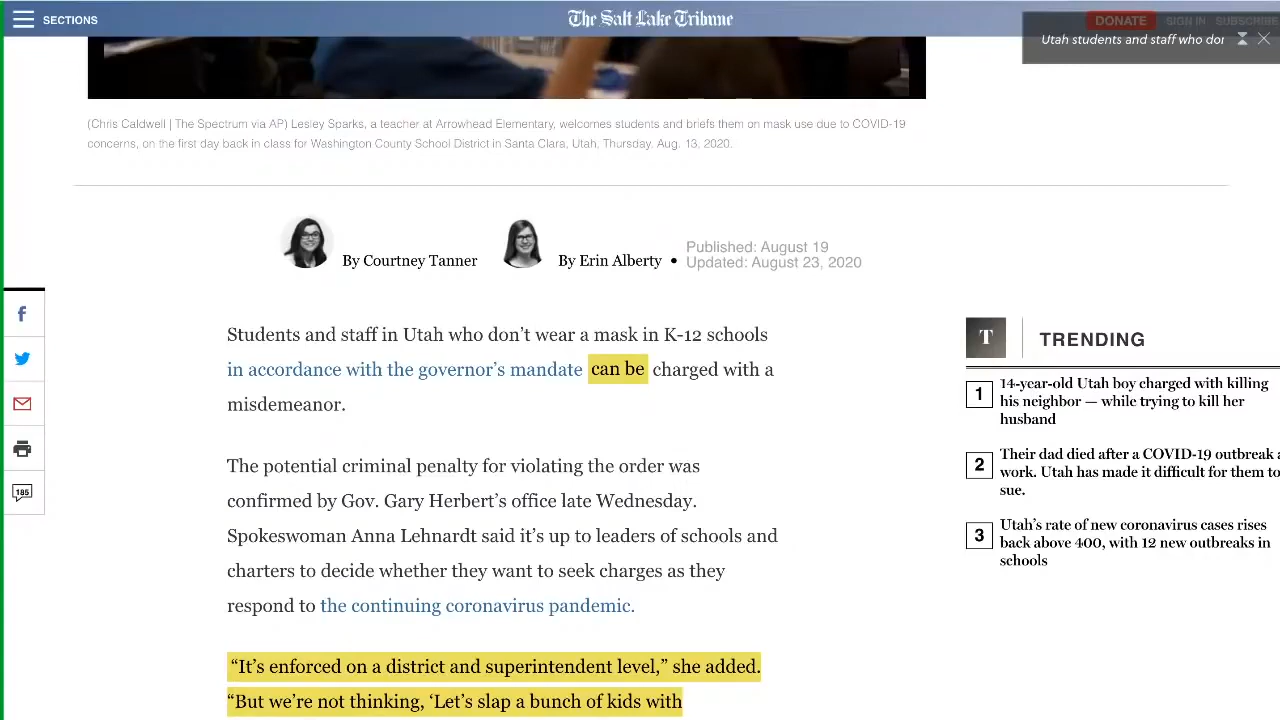 SECTIONS
The Salt Lake Tribune
DONATE SIGN IN SUBSCRIBE
Utah students and staff who don
(Chris Caldwell | The Spectrum via AP) Lesley Sparks, a teacher at Arrowhead Elementary, welcomes students and briefs them on mask use due to COVID-19
concerns, on the first day back in class for Washington County School District in Santa Clara, Utah, Thursday, Aug. 13, 2020.
By Courtney Tanner
By Erin Alberty •
Published: August 19
Updated: August 23, 2020
Students and staff in Utah who don’t wear a mask in K-12 schools
in accordance with the governor’s mandate can be charged with a
misdemeanor.
The potential criminal penalty for violating the order was
confirmed by Gov. Gary Herbert’s office late Wednesday.
Spokeswoman Anna Lehnardt said it’s up to leaders of schools and
charters to decide whether they want to seek charges as they
respond to the continuing coronavirus pandemic.
“It’s enforced on a district and superintendent level,” she added.
“But we’re not thinking, ‘Let’s slap a bunch of kids with
185
T TRENDING
1 14-year-old Utah boy charged with killing
his neighbor — while trying to kill her
husband
2 Their dad died after a COVID-19 outbreak a
work. Utah has made it difficult for them to
sue.
3 Utah’s rate of new coronavirus cases rises
back above 400, with 12 new outbreaks in
schools